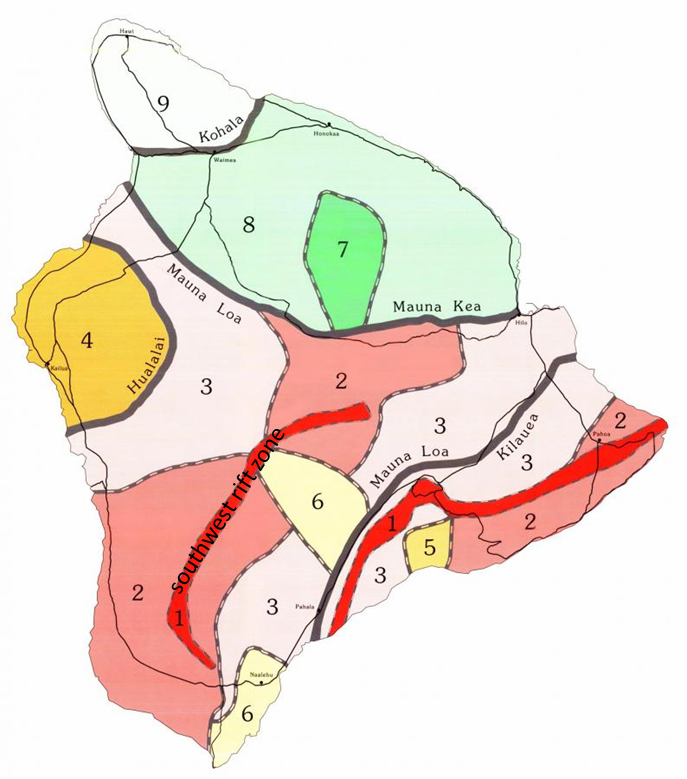 Hawi
9
Kohala
Honokaa
Waimea
8
7
Mauna Loa
Mauna Kea
Hilo
4
Hualalai
Kailua
3
2
3
2
Kilauea
Pahoa
Mauna Loa
3
southwest rift zone
6
1
2
5
3
2
1
3
Pahala
Naalehu
6